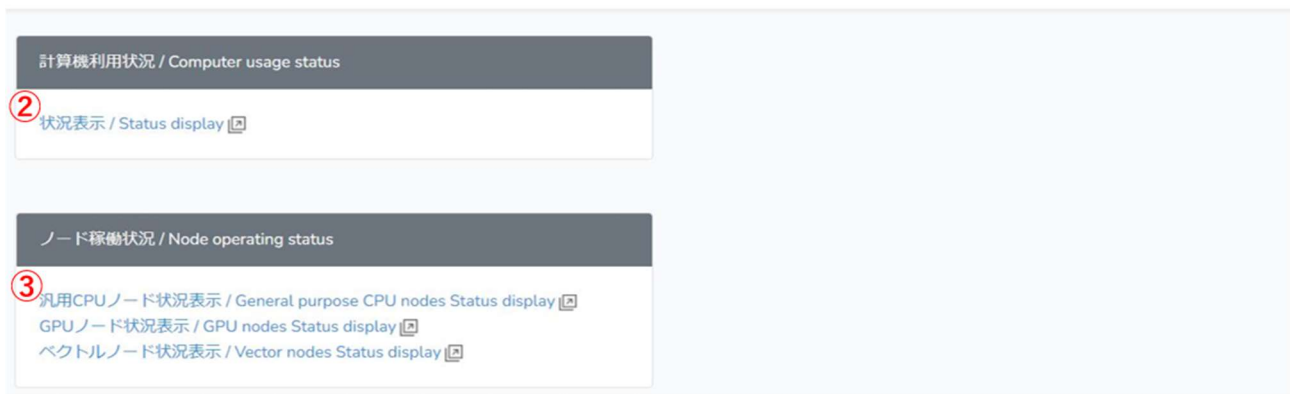 計算機利用状況 / Computer usage status
②
状況表示 / Status display
ノード稼働状況 / Node operating status
③
汎用CPUノード状況表示 / General purpose CPU nodes Status display
GPUノード状況表示 / GPU nodes Status display
ベクトルノード状況表示 / Vector nodes Status display